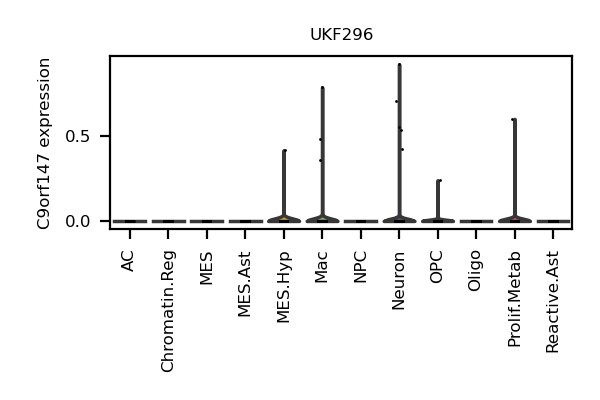 UKF296
C9orf147 expression
0.5
0.0
AC
Chromatin.Reg
MES
MES.Ast
MES.Hyp
Mac
NPC
Neuron
OPC
Oligo
Prolif.Metab
Reactive.Ast